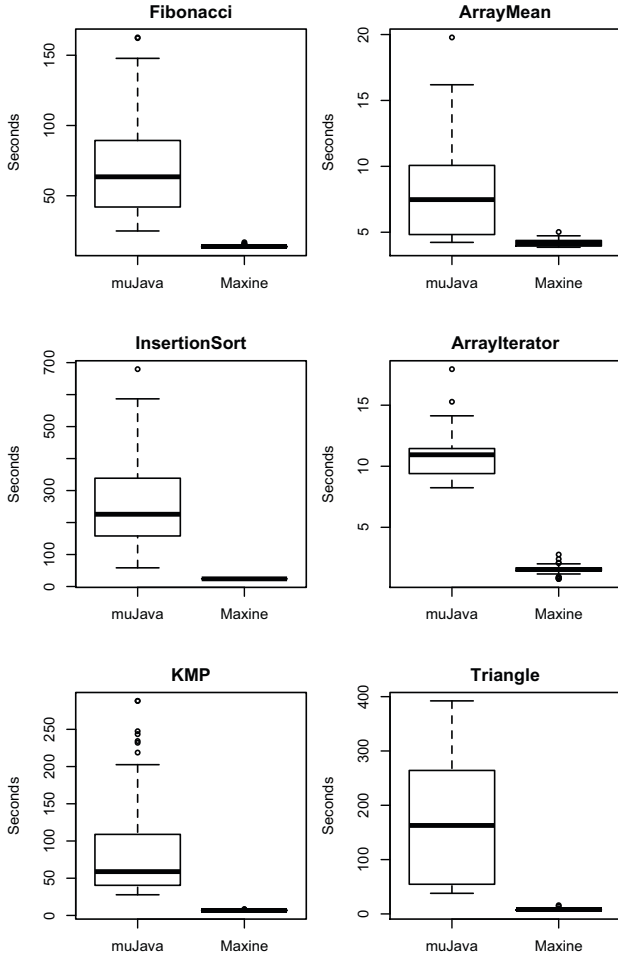 Fibonacci
Seconds
150
100
50
muJava
Maxine
ArrayMean
Seconds
20
15
10
5
muJava
Maxine
InsertionSort
Seconds
700
500
300
100
0
muJava
Maxine
ArrayIterator
Seconds
15
10
5
muJava
Maxine
KMP
Seconds
250
200
150
100
50
0
muJava
Maxine
Triangle
Seconds
400
300
200
100
0
muJava
Maxine